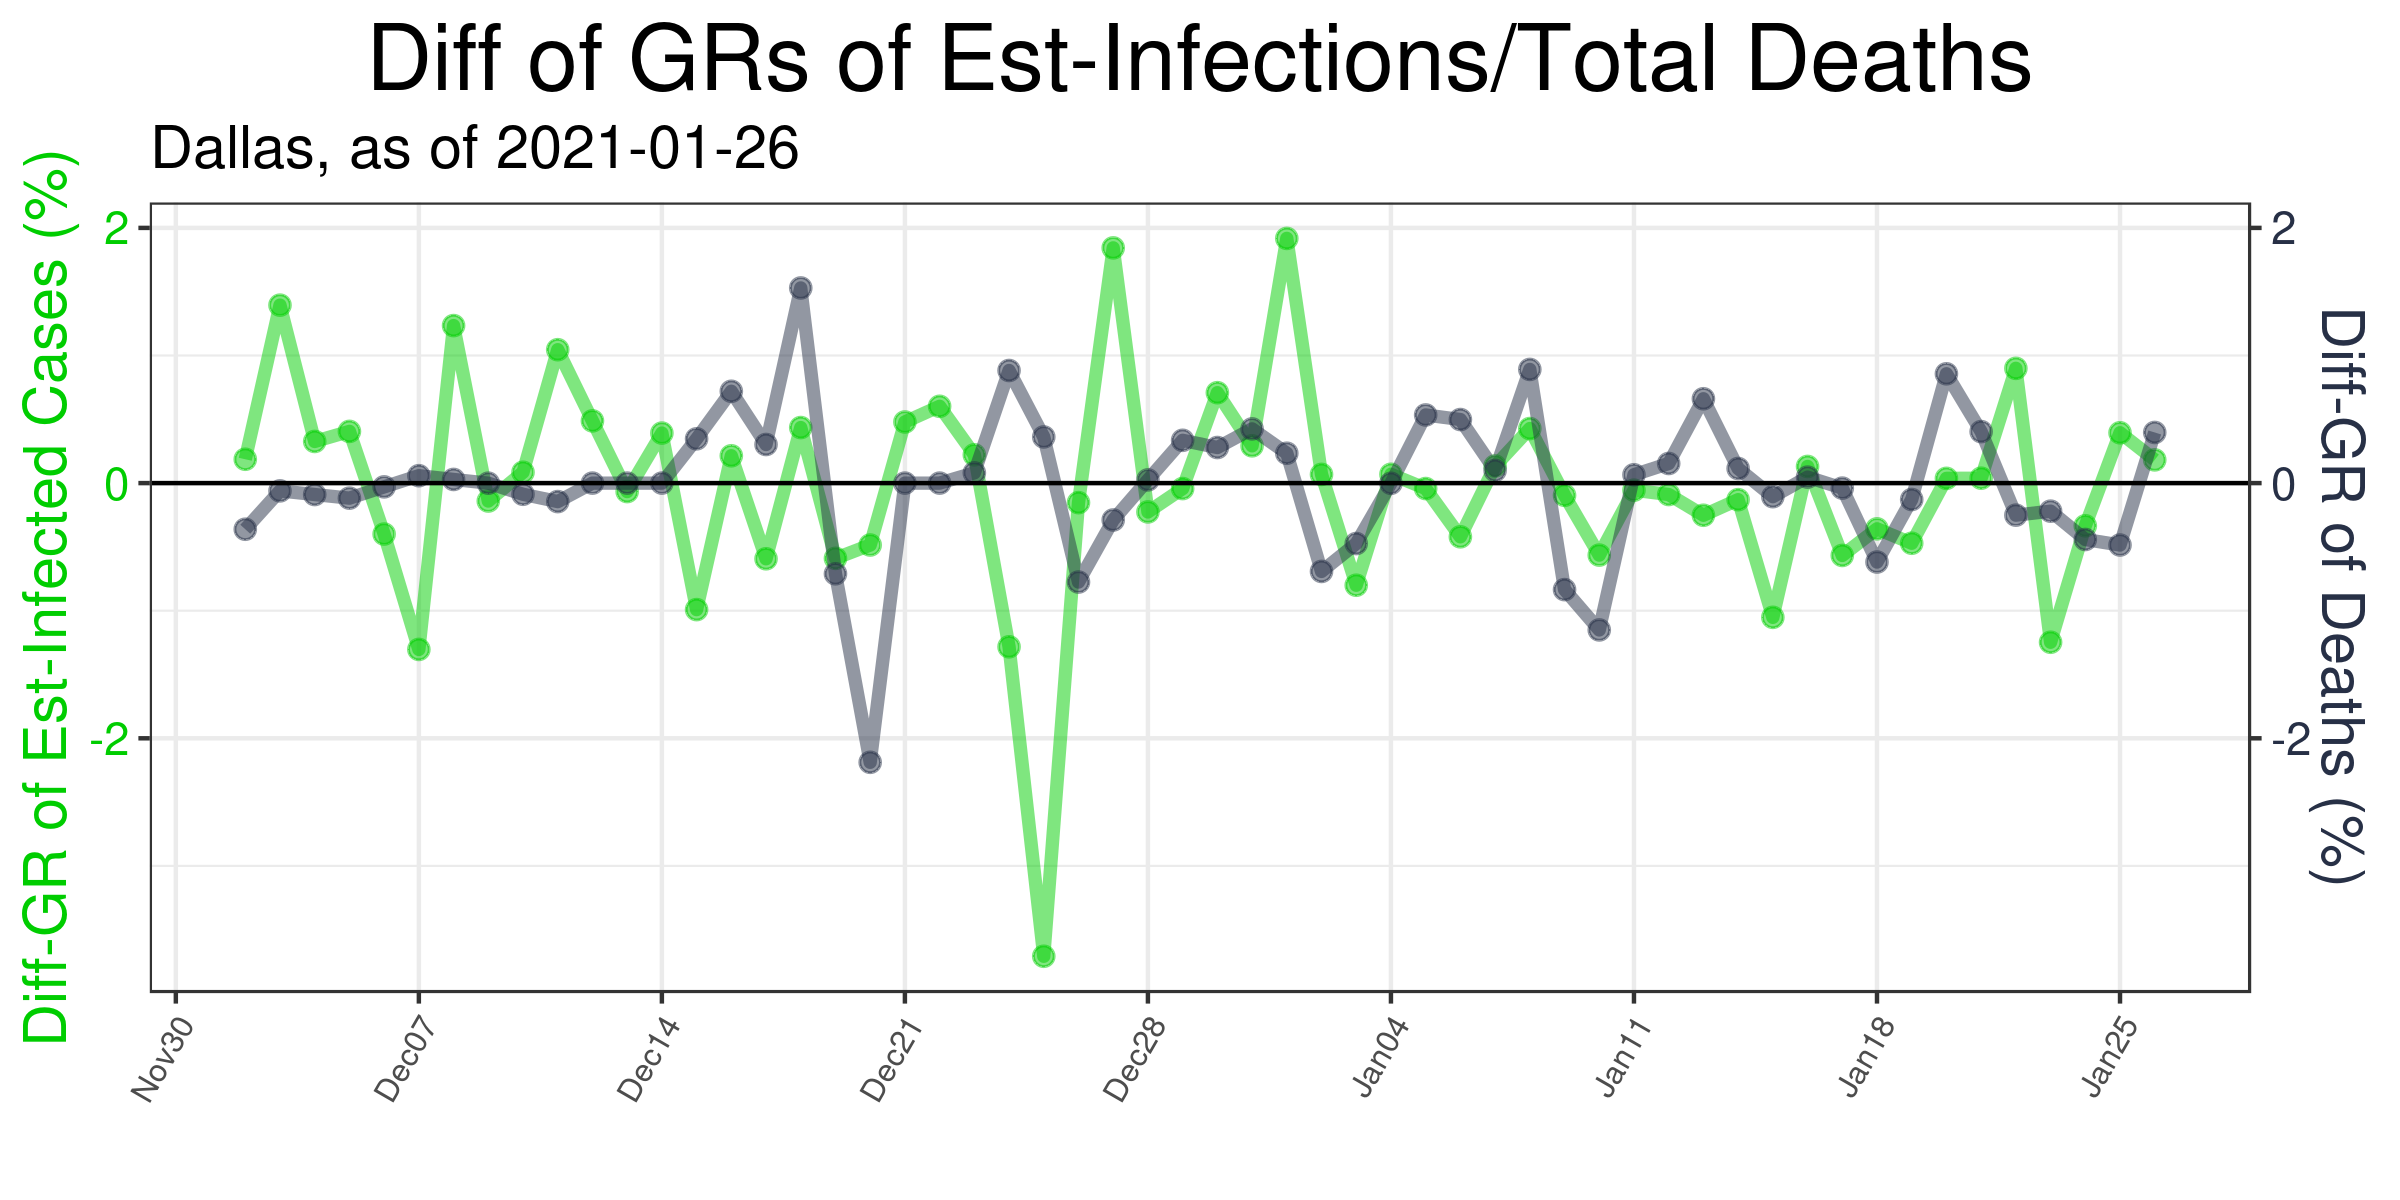 Diff of GRs of Est-Infections/Total Deaths
Dallas, as of 2021-01-26
Diff-GR of Est-Infected Cases (%)
2
0
-2
2
0
-2
Diff-GR of Deaths (%)
Nov30 Dec07 Dec14 Dec21 Dec28 Jan04 Jan11 Jan18 Jan25